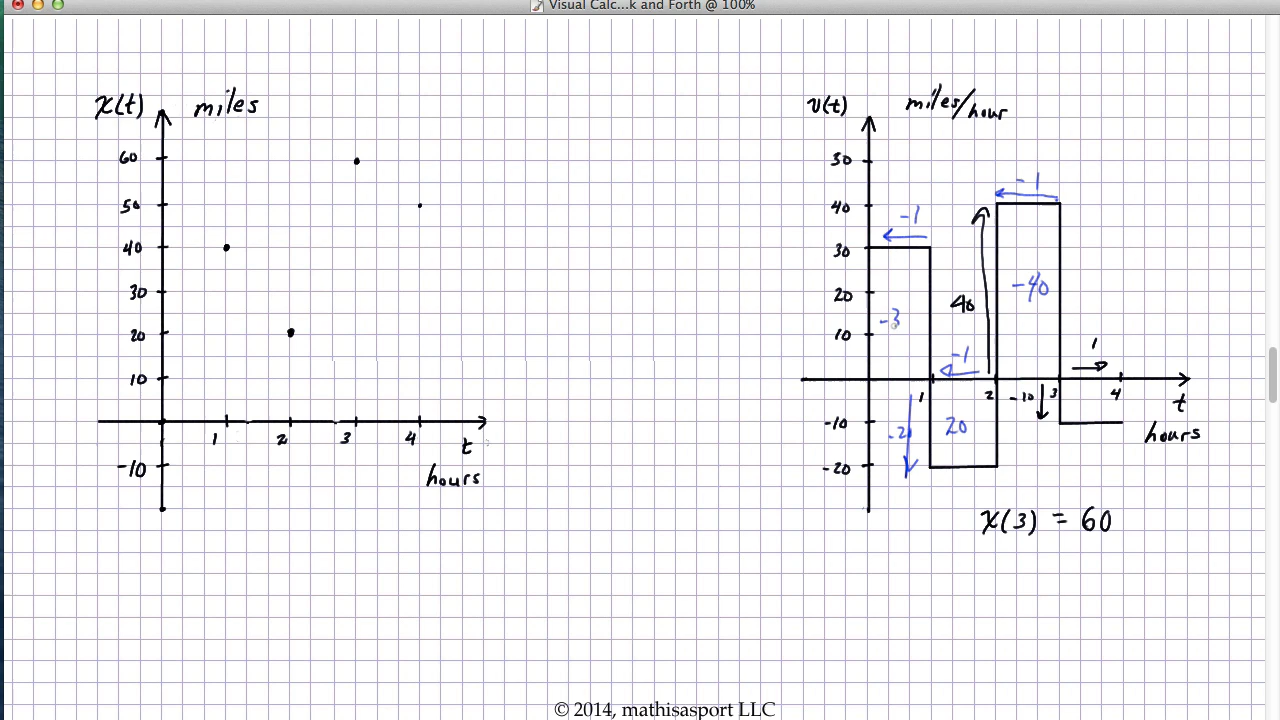 Visual Calc...k and Forth @ 100%
x(t) miles
60
50
40
30
20
10
-10
1 2 3 4 t
hours
v(t) miles/hour
50
40
30
20
10
-10
-20
-1
-1
-1
-3
40
-40
20
-2
-10
1
1 2 3 4 t
hours
x(3) = 60
© 2014, mathisasport LLC